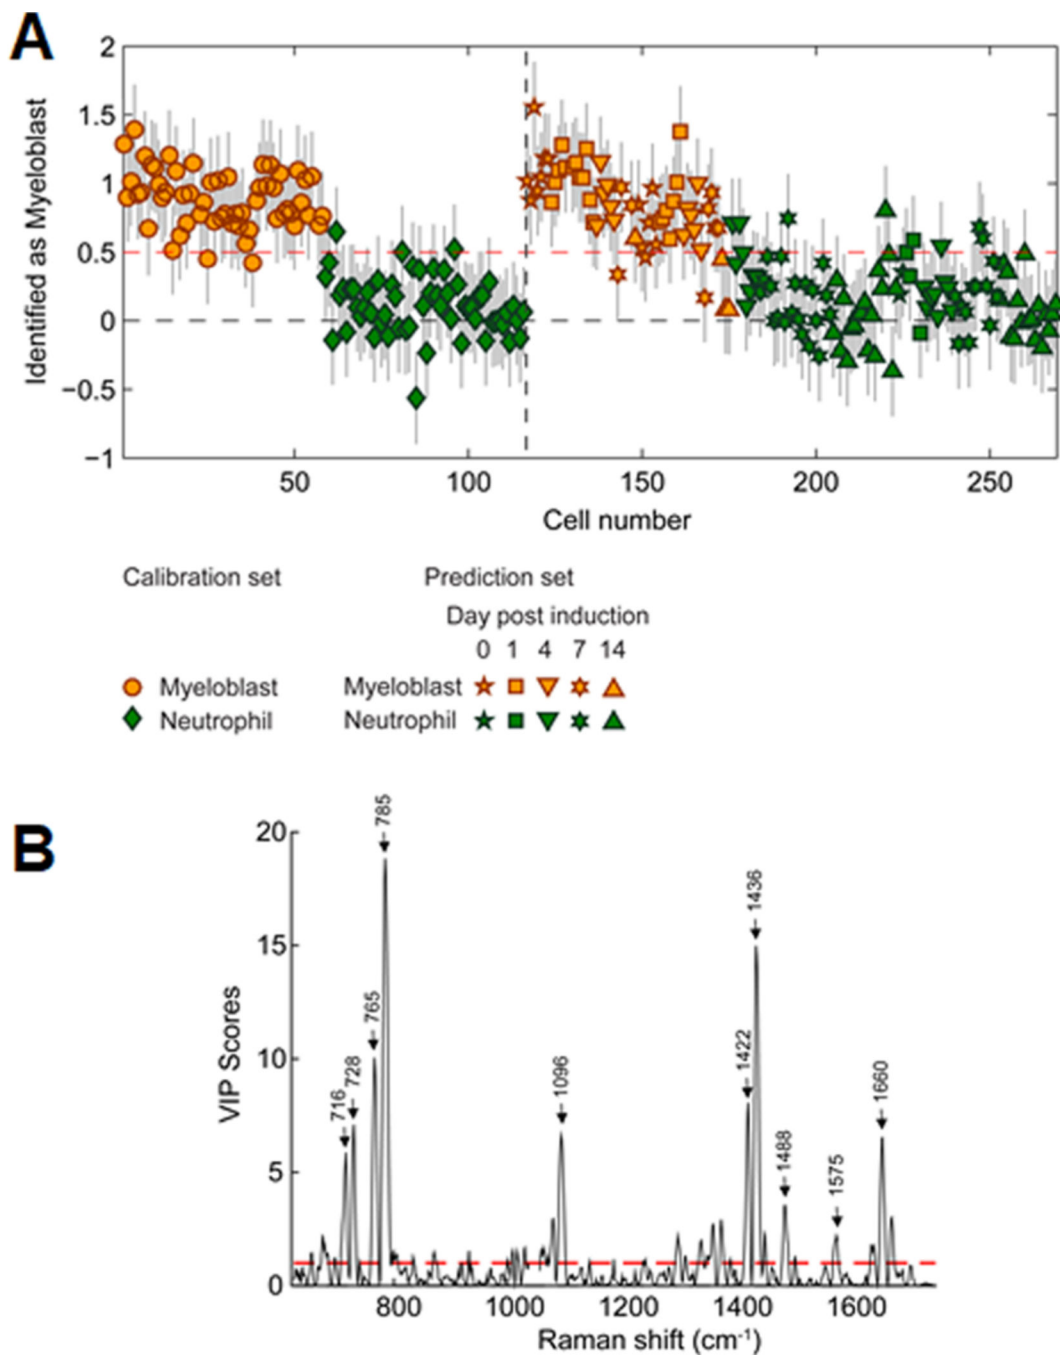 A
2
1.5
1
0.5
0
−0.5
−1
Identified as Myeloblast
50 100 150 200 250
Cell number
Calibration set Prediction set
Day post induction
0 1 4 7 14
Myeloblast Myeloblast
Neutrophil Neutrophil
B
20
15
10
5
0
VIP Scores
716
728
765
785
1096
1422
1436
1488
1575
1660
800 1000 1200 1400 1600
Raman shift (cm⁻¹)